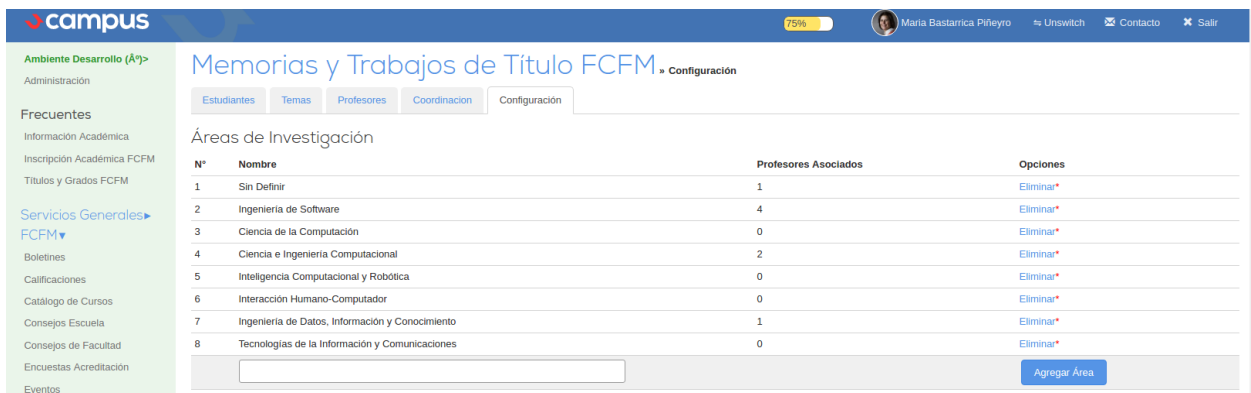 campus
75%
Maria Bastarrica Piñeyro
Unswitch
Contacto
Salir
Ambiente Desarrollo (Âº)>
Administración
Frecuentes
Información Académica
Inscripción Académica FCFM
Títulos y Grados FCFM
Servicios Generales▸
FCFM▾
Boletines
Calificaciones
Catálogo de Cursos
Consejos Escuela
Consejos de Facultad
Encuestas Acreditación
Eventos
Memorias y Trabajos de Título FCFM » Configuración
Estudiantes Temas Profesores Coordinacion Configuración
Áreas de Investigación
N° Nombre Profesores Asociados Opciones
1 Sin Definir 1 Eliminar*
2 Ingeniería de Software 4 Eliminar*
3 Ciencia de la Computación 0 Eliminar*
4 Ciencia e Ingeniería Computacional 2 Eliminar*
5 Inteligencia Computacional y Robótica 0 Eliminar*
6 Interacción Humano-Computador 0 Eliminar*
7 Ingeniería de Datos, Información y Conocimiento 1 Eliminar*
8 Tecnologías de la Información y Comunicaciones 0 Eliminar*
Agregar Área